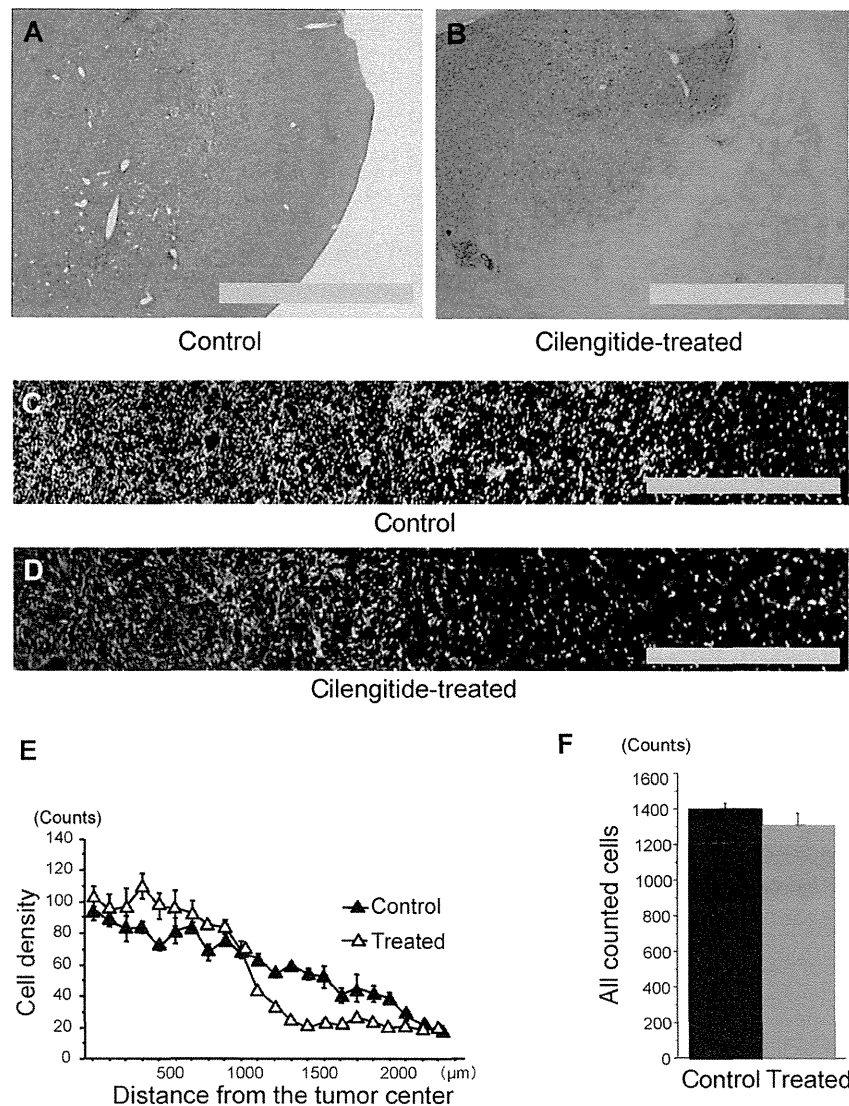 A
B
Control
Cilengitide-treated
C
Control
D
Cilengitide-treated
E
(Counts)
140
120
100
80
60
40
20
0
Cell density
Control
Treated
500 1000 1500 2000 (μm)
Distance from the tumor center
F
(Counts)
1600
1400
1200
1000
800
600
400
200
0
All counted cells
Control Treated